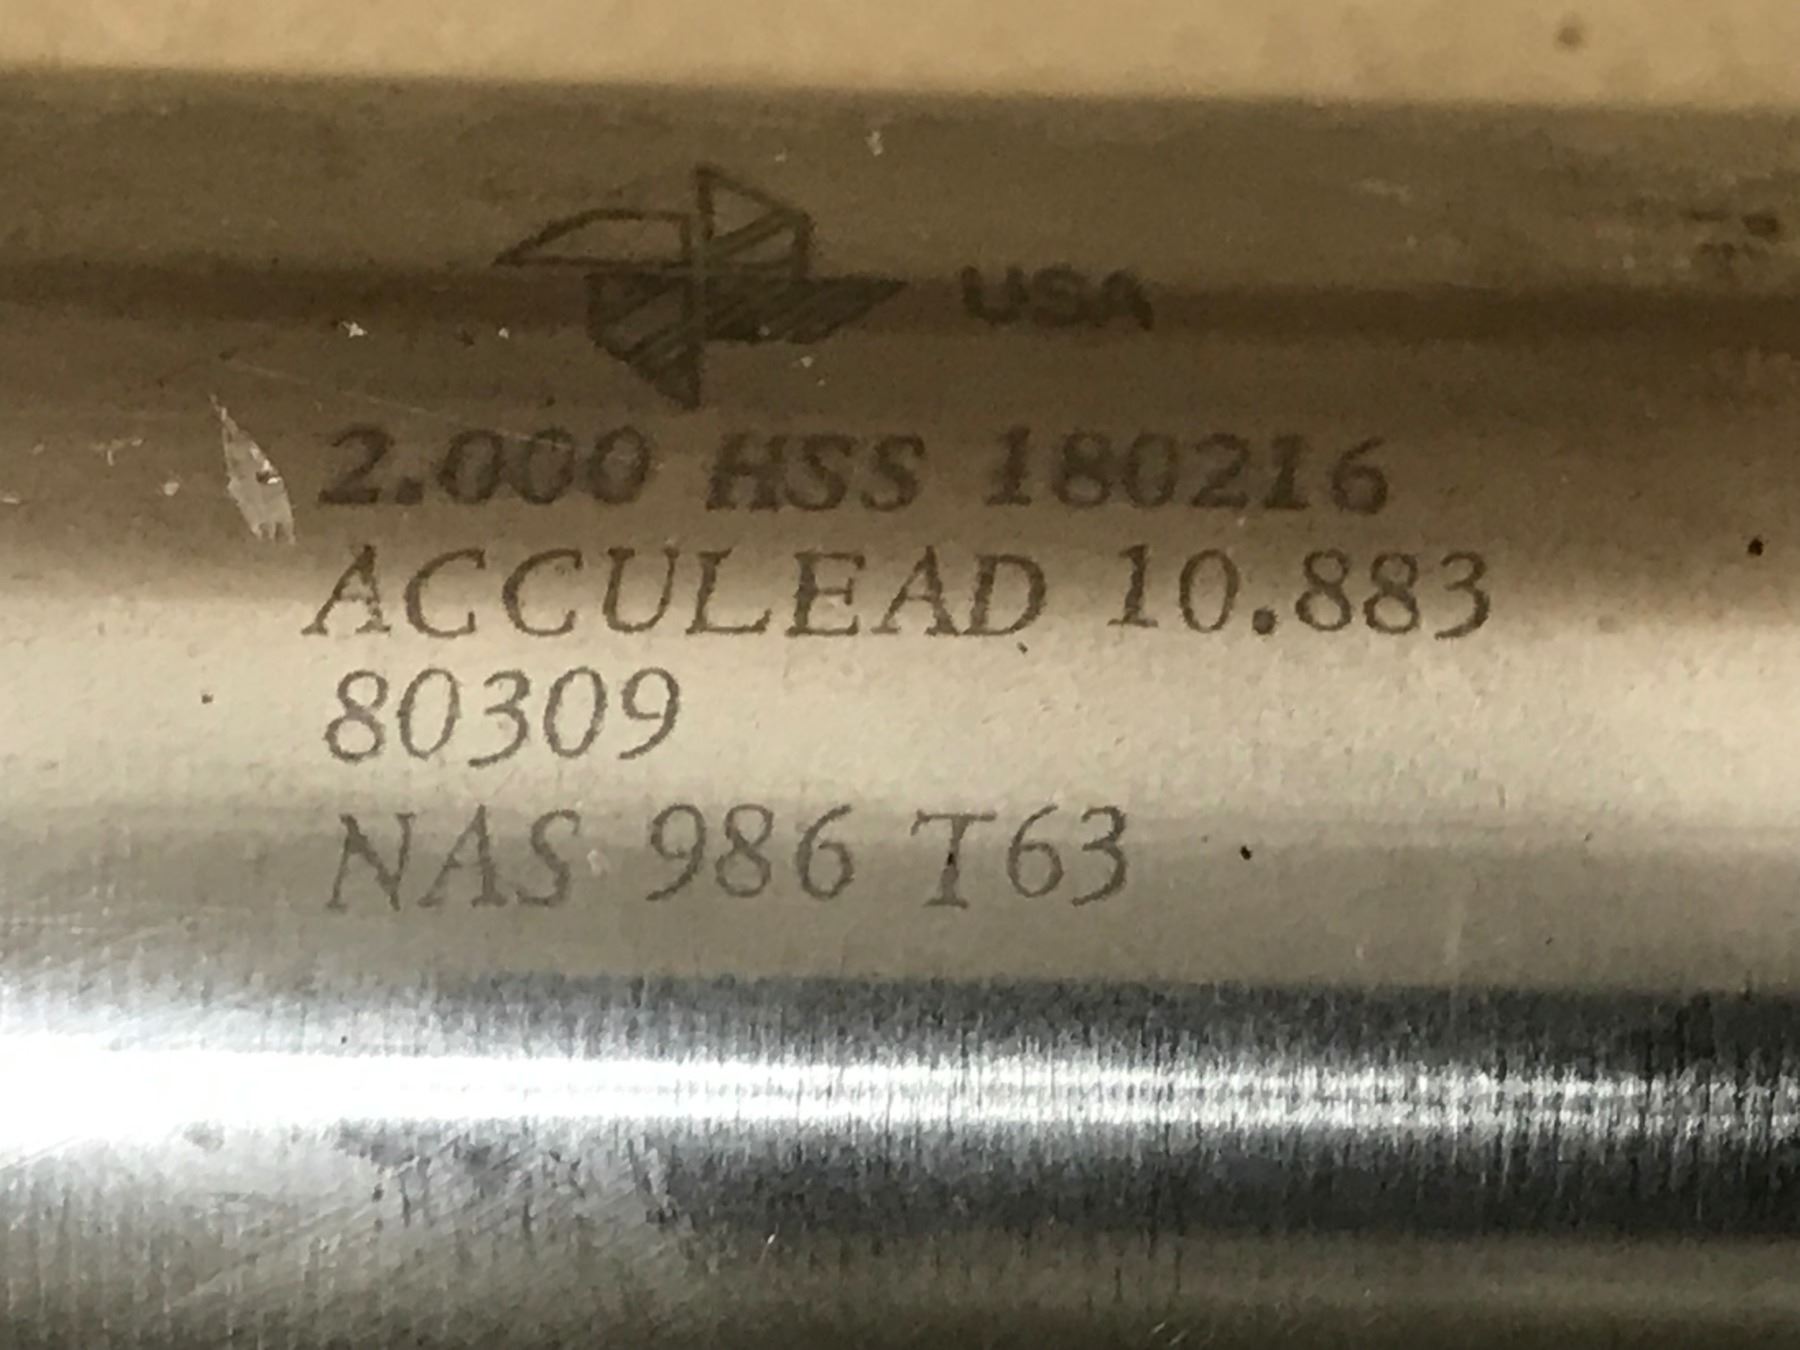 USA
2.000 HSS 180216
ACCULEAD 10.883
80309
NAS 986 T63